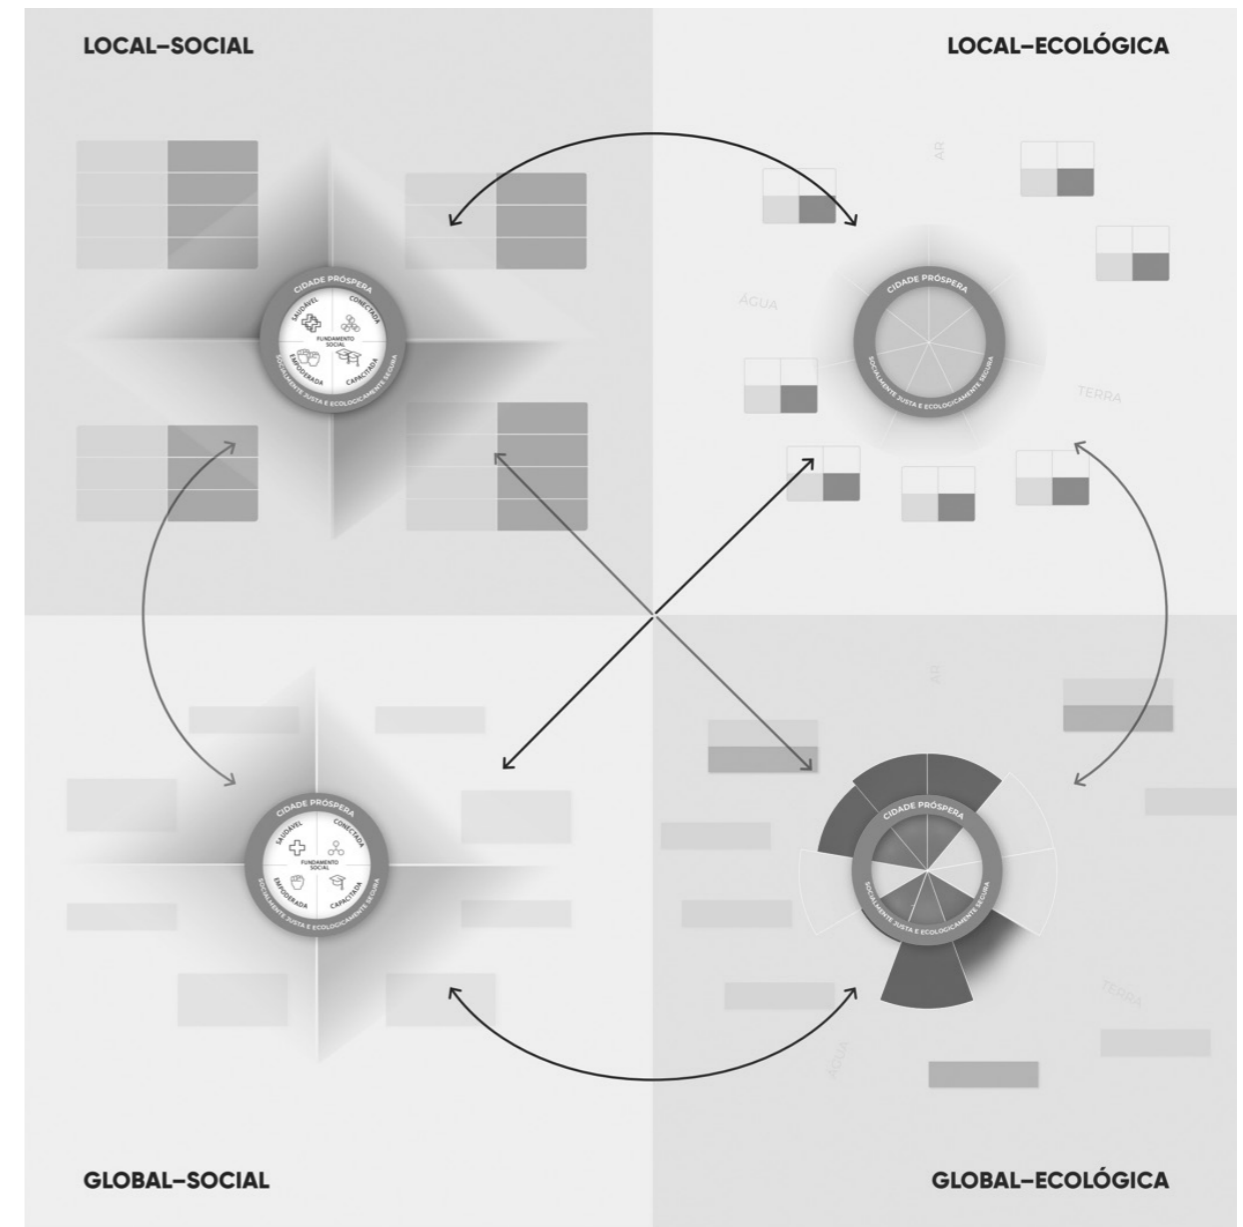 LOCAL–SOCIAL
LOCAL–ECOLÓGICA
CIDADE PRÓSPERA
SAUDÁVEL
CONECTADA
FUNDAMENTO
SOCIAL
EMPODERADA
CAPACITADA
SOCIALMENTE JUSTA E ECOLOGICAMENTE SEGURA
AR
ÁGUA
TERRA
CIDADE PRÓSPERA
SOCIALMENTE JUSTA E ECOLOGICAMENTE SEGURA
CIDADE PRÓSPERA
SAUDÁVEL
CONECTADA
FUNDAMENTO
SOCIAL
EMPODERADA
CAPACITADA
SOCIALMENTE JUSTA E ECOLOGICAMENTE SEGURA
AR
CIDADE PRÓSPERA
SOCIALMENTE JUSTA E ECOLOGICAMENTE SEGURA
TERRA
ÁGUA
GLOBAL–SOCIAL
GLOBAL–ECOLÓGICA